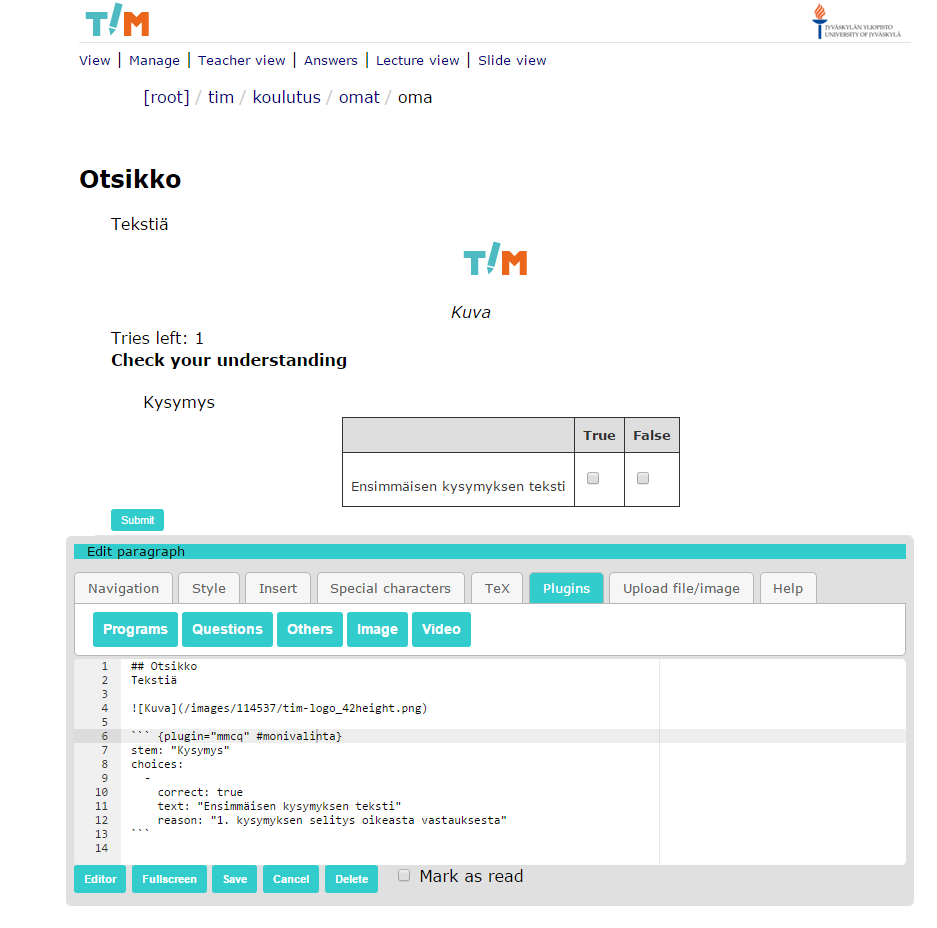 TIM
JYVÄSKYLÄN YLIOPISTO
UNIVERSITY OF JYVÄSKYLÄ
View | Manage | Teacher view | Answers | Lecture view | Slide view
[root] / tim / koulutus / omat / oma
Otsikko
Tekstiä
TIM
Kuva
Tries left: 1
Check your understanding
Kysymys
True False
Ensimmäisen kysymyksen teksti
Submit
Edit paragraph
Navigation Style Insert Special characters TeX Plugins Upload file/image Help
Programs Questions Others Image Video
1 ## Otsikko
2 Tekstiä
3
4 ![Kuva](/images/114537/tim-logo_42height.png)
5
6 ``` {plugin="mmcq" #monivalinta}
7 stem: "Kysymys"
8 choices:
9   -
10     correct: true
11     text: "Ensimmäisen kysymyksen teksti"
12     reason: "1. kysymyksen selitys oikeasta vastauksesta"
13 ```
14
Editor Fullscreen Save Cancel Delete Mark as read